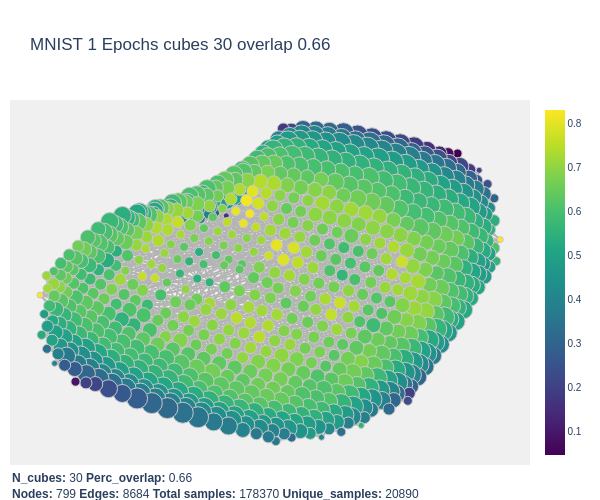 MNIST 1 Epochs cubes 30 overlap 0.66
0.8
0.7
0.6
0.5
0.4
0.3
0.2
0.1
N_cubes: 30 Perc_overlap: 0.66
Nodes: 799 Edges: 8684 Total samples: 178370 Unique_samples: 20890